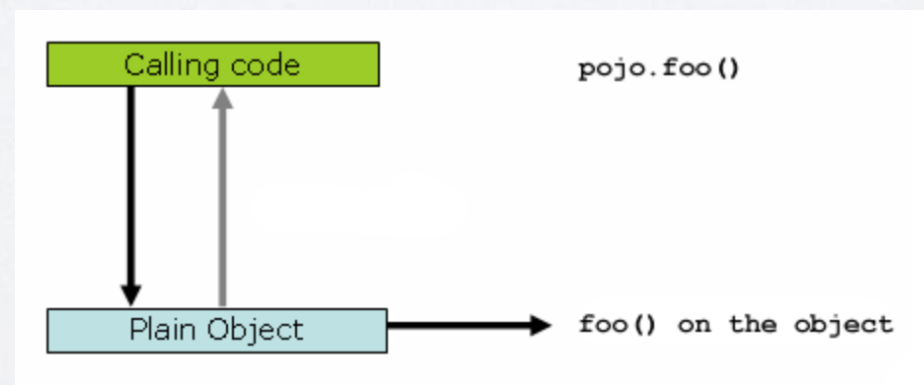 Calling code
pojo.foo()
Plain Object
foo() on the object